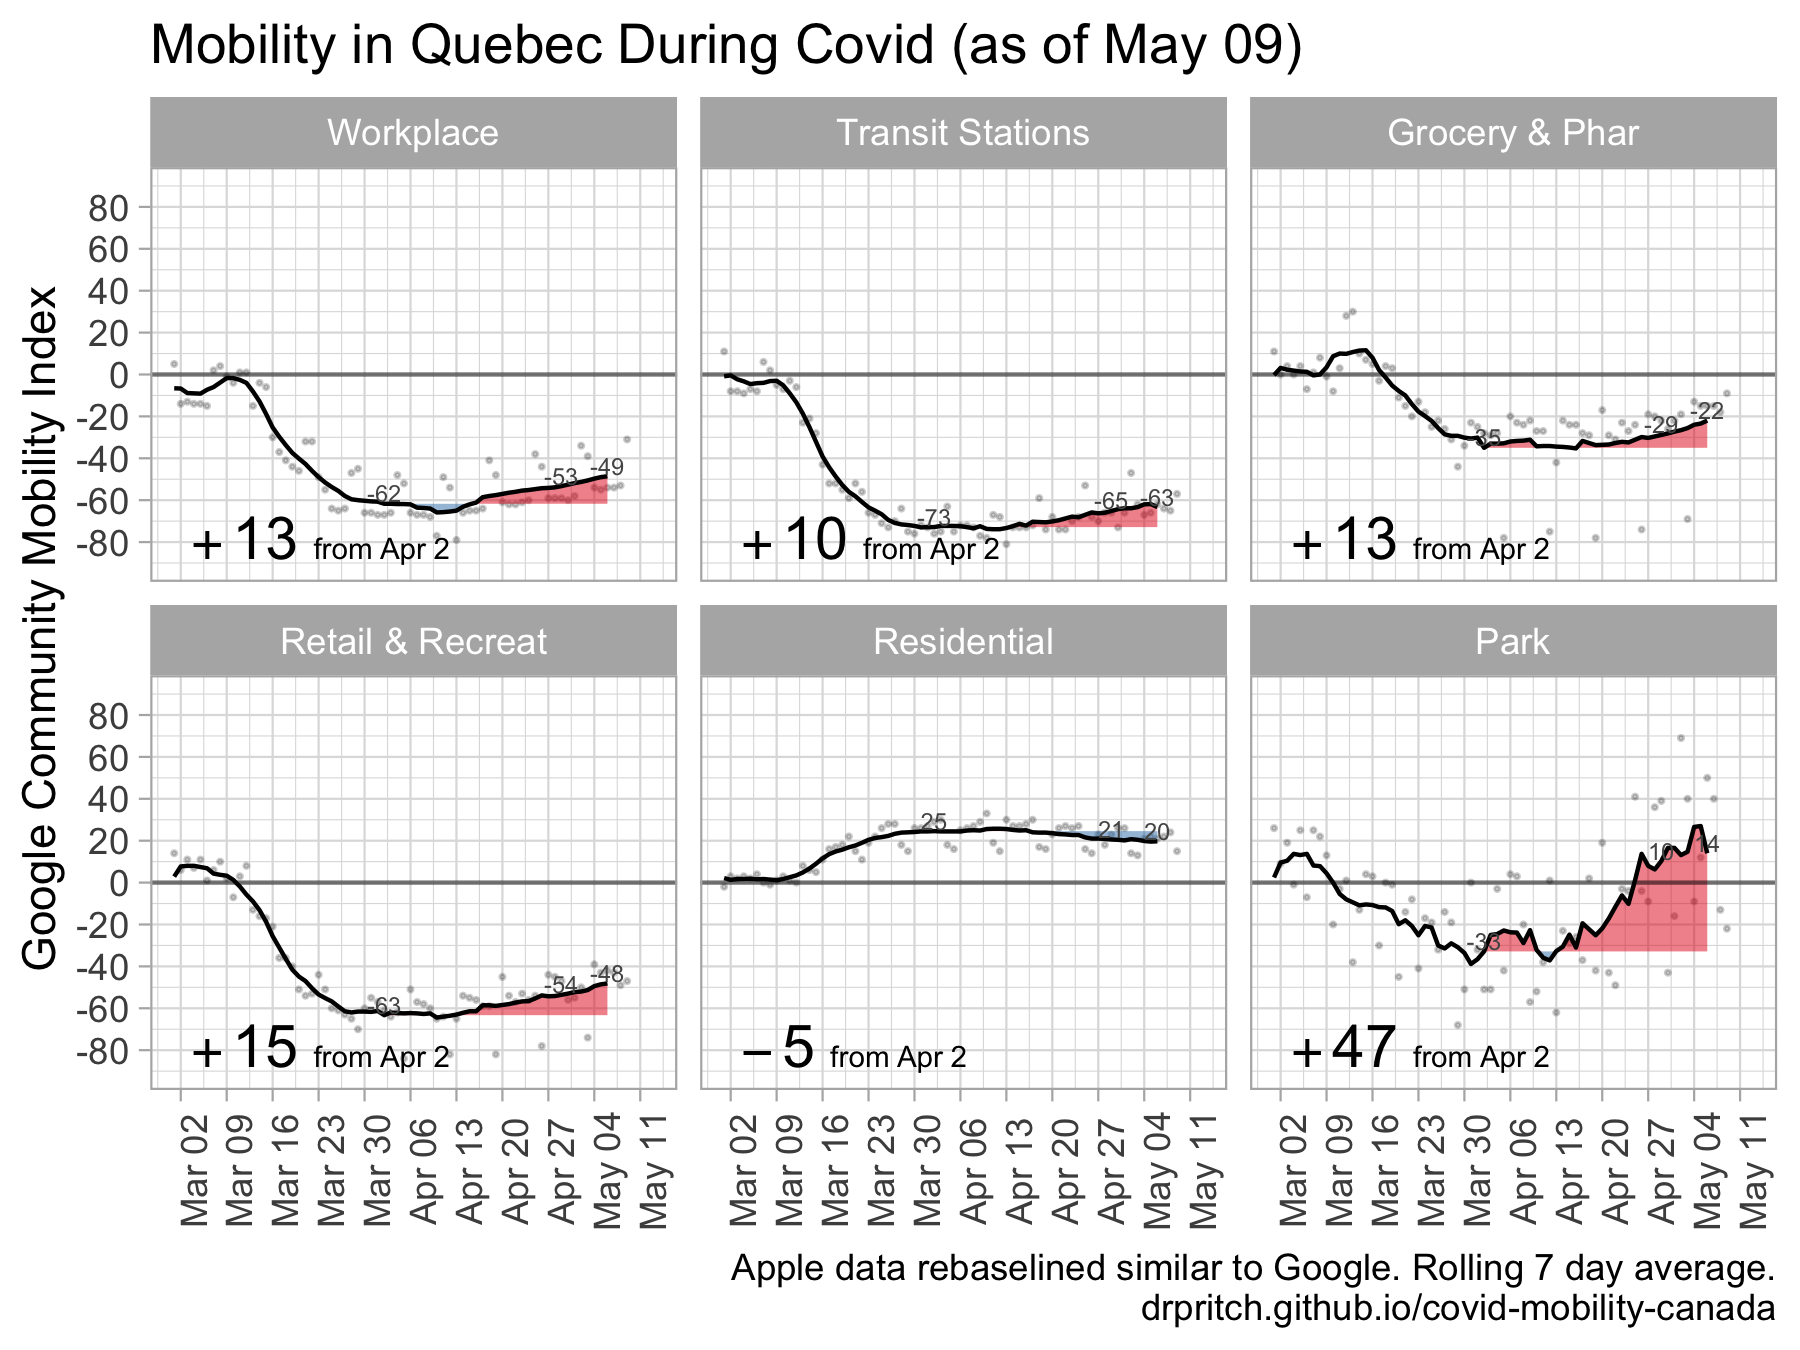 Mobility in Quebec During Covid (as of May 09)
Google Community Mobility Index
Workplace
Transit Stations
Grocery & Phar
80
60
40
20
0
-20
-40
-60
-80
-62
-53
-49
+13 from Apr 2
-73
-65
-63
+10 from Apr 2
-35
-29
-22
+13 from Apr 2
Retail & Recreat
Residential
Park
80
60
40
20
0
-20
-40
-60
-80
-63
-54
-48
+15 from Apr 2
25
21
20
−5 from Apr 2
-33
14
+47 from Apr 2
Mar 02
Mar 09
Mar 16
Mar 23
Mar 30
Apr 06
Apr 13
Apr 20
Apr 27
May 04
May 11
Mar 02
Mar 09
Mar 16
Mar 23
Mar 30
Apr 06
Apr 13
Apr 20
Apr 27
May 04
May 11
Mar 02
Mar 09
Mar 16
Mar 23
Mar 30
Apr 06
Apr 13
Apr 20
Apr 27
May 04
May 11
Apple data rebaselined similar to Google. Rolling 7 day average.
drpritch.github.io/covid-mobility-canada